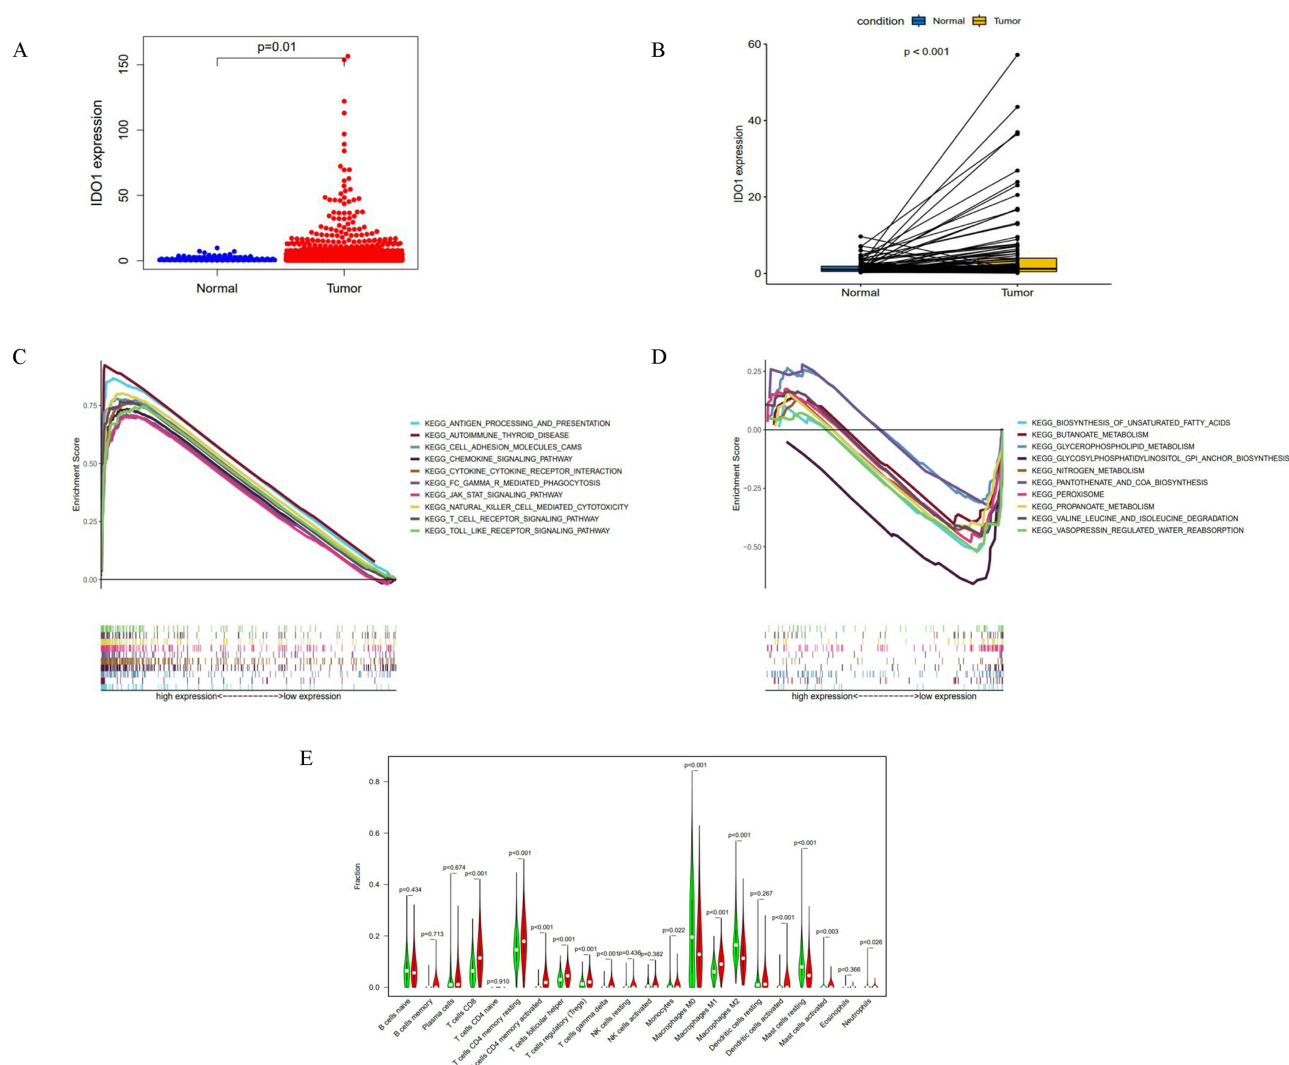 A
p=0.01
IDO1 expression
150
100
50
0
Normal
Tumor
condition Normal Tumor
B
p < 0.001
IDO1 expression
60
40
20
0
Normal
Tumor
C
Enrichment Score
0.75
0.50
0.25
0.00
KEGG_ANTIGEN_PROCESSING_AND_PRESENTATION
KEGG_AUTOIMMUNE_THYROID_DISEASE
KEGG_CELL_ADHESION_MOLECULES_CAMS
KEGG_CHEMOKINE_SIGNALING_PATHWAY
KEGG_CYTOKINE_CYTOKINE_RECEPTOR_INTERACTION
KEGG_FC_GAMMA_R_MEDIATED_PHAGOCYTOSIS
KEGG_JAK_STAT_SIGNALING_PATHWAY
KEGG_NATURAL_KILLER_CELL_MEDIATED_CYTOTOXICITY
KEGG_T_CELL_RECEPTOR_SIGNALING_PATHWAY
KEGG_TOLL_LIKE_RECEPTOR_SIGNALING_PATHWAY
high expression<-------------->low expression
D
Enrichment Score
0.25
0.00
−0.25
−0.50
KEGG_BIOSYNTHESIS_OF_UNSATURATED_FATTY_ACIDS
KEGG_BUTANOATE_METABOLISM
KEGG_GLYCEROPHOSPHOLIPID_METABOLISM
KEGG_GLYCOSYLPHOSPHATIDYLINOSITOL_GPI_ANCHOR_BIOSYNTHESIS
KEGG_NITROGEN_METABOLISM
KEGG_PANTOTHENATE_AND_COA_BIOSYNTHESIS
KEGG_PEROXISOME
KEGG_PROPANOATE_METABOLISM
KEGG_VALINE_LEUCINE_AND_ISOLEUCINE_DEGRADATION
KEGG_VASOPRESSIN_REGULATED_WATER_REABSORPTION
high expression<-------------->low expression
E
Fraction
0.8
0.6
0.4
0.2
0.0
p=0.434
p=0.713
p=0.674
p<0.001
p=0.910
p<0.001
p<0.001
p<0.001
p<0.001
p<0.001
p=0.436
p=0.382
p=0.022
p<0.001
p<0.001
p<0.001
p=0.267
p<0.001
p<0.001
p=0.003
p=0.366
p=0.026
B cells naive
B cells memory
Plasma cells
T cells CD8
T cells CD4 naive
T cells CD4 memory resting
cells CD4 memory activated
T cells follicular helper
T cells regulatory (Tregs)
T cells gamma delta
NK cells resting
NK cells activated
Monocytes
Macrophages M0
Macrophages M1
Macrophages M2
Dendritic cells resting
Dendritic cells activated
Mast cells resting
Mast cells activated
Eosinophils
Neutrophils